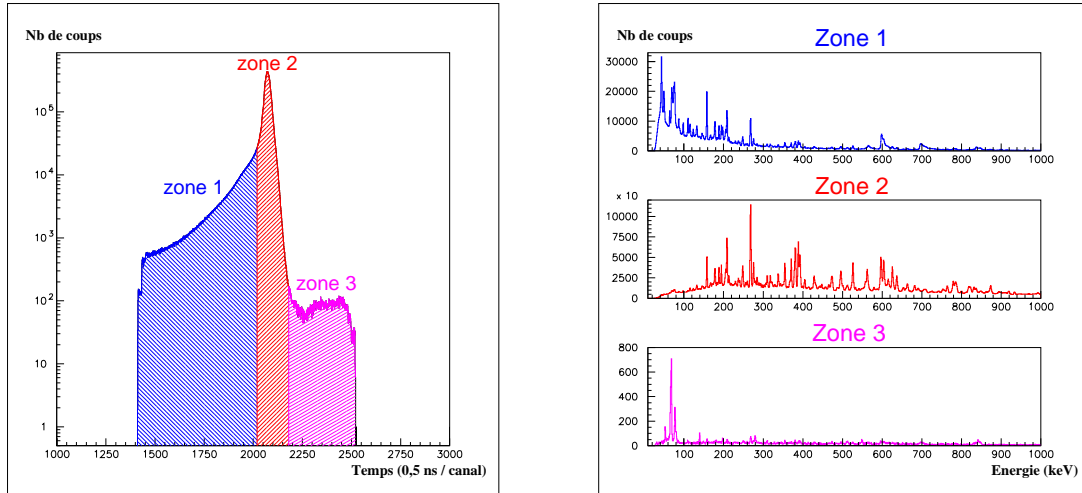 Nb de coups
zone 2
zone 1
zone 3
10^5
10^4
10^3
10^2
10
1
1000 1250 1500 1750 2000 2250 2500 2750 3000
Temps (0,5 ns / canal)
Nb de coups
Zone 1
30000
20000
10000
0
100 200 300 400 500 600 700 800 900 1000
Zone 2
x 10
10000
7500
5000
2500
0
100 200 300 400 500 600 700 800 900 1000
Zone 3
800
600
400
200
0
100 200 300 400 500 600 700 800 900 1000
Energie (keV)